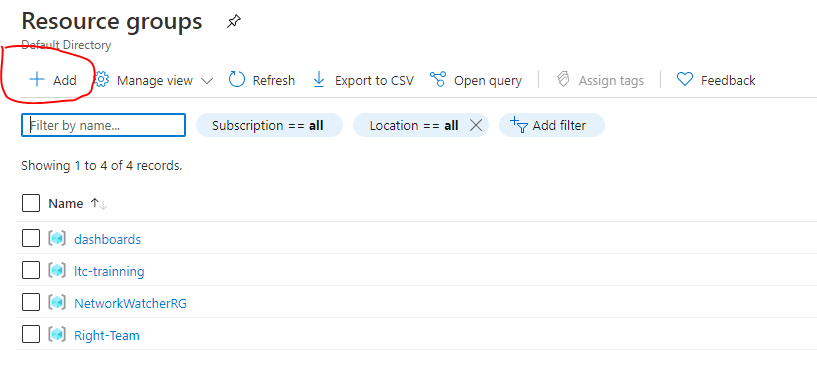 Resource groups
Default Directory
Add Manage view Refresh Export to CSV Open query Assign tags Feedback
Filter by name... Subscription == all Location == all Add filter
Showing 1 to 4 of 4 records.
Name
dashboards
ltc-trainning
NetworkWatcherRG
Right-Team